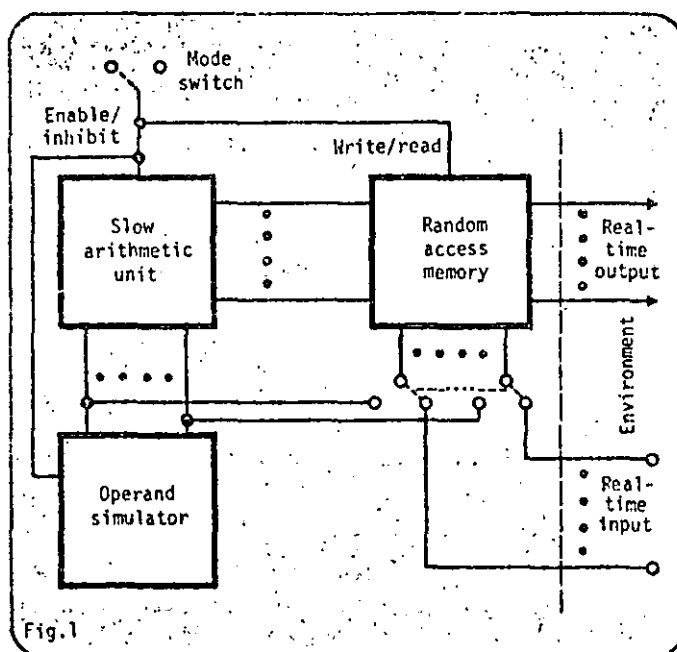 Mode
switch
Enable/
inhibit
Write/read
Slow
arithmetic
unit
Random
access
memory
Real-
time
output
Environment
Operand
simulator
Real-
time
input
Fig.1